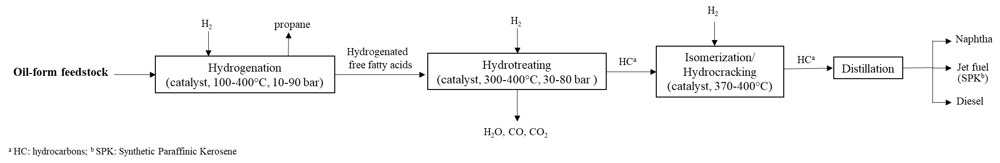 Oil-form feedstock
H₂
propane
Hydrogenation
(catalyst, 100-400°C, 10-90 bar)
Hydrogenated
free fatty acids
H₂
Hydrotreating
(catalyst, 300-400°C, 30-80 bar )
H₂O, CO, CO₂
HCᵃ
H₂
Isomerization/
Hydrocracking
(catalyst, 370-400°C)
HCᵃ
Distillation
Naphtha
Jet fuel
(SPKᵇ)
Diesel
ᵃ HC: hydrocarbons; ᵇ SPK: Synthetic Paraffinic Kerosene